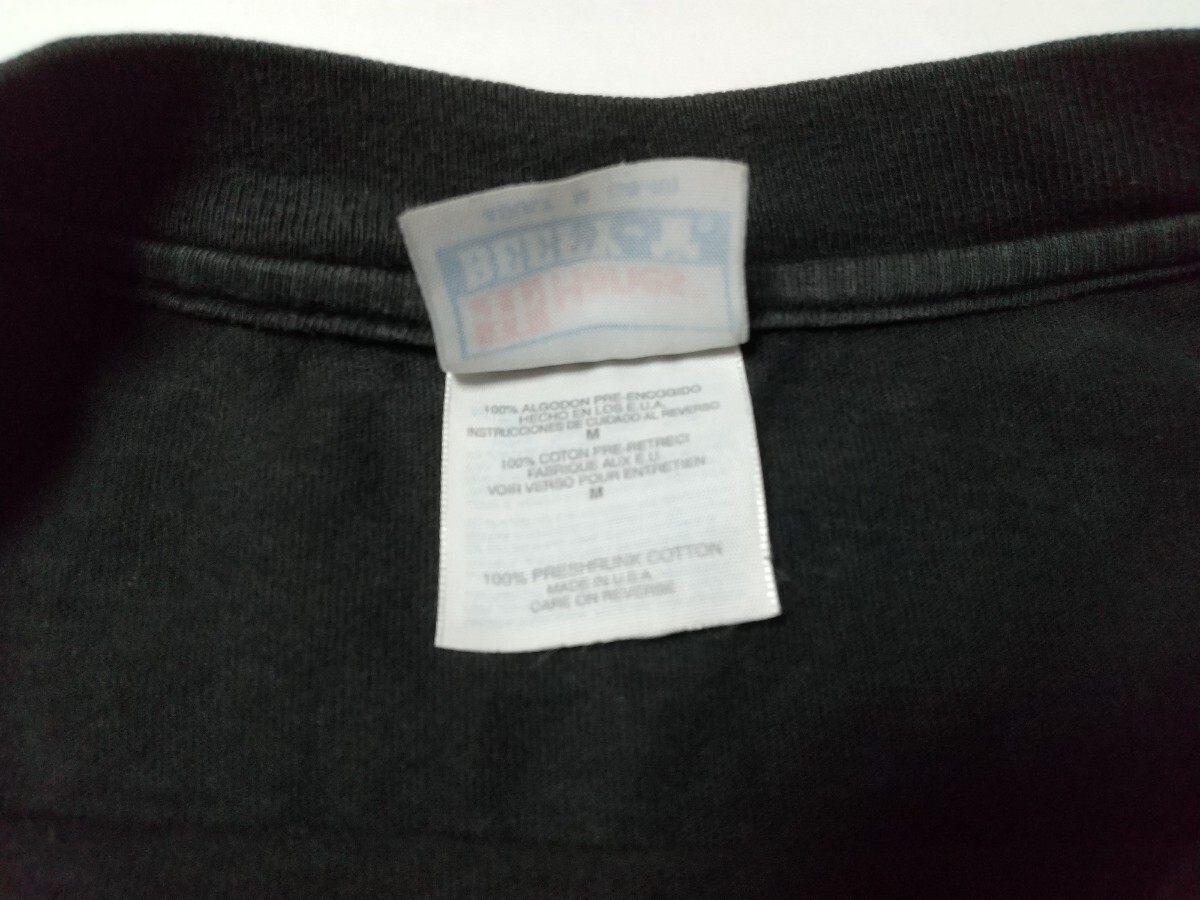 BEEFY-T
100% ALGODON PRE-ENCOGIDO
HECHO EN LOS E.U.A.
INSTRUCCIONES DE CUIDADO AL REVERSO
M
100% COTON PRE-RETRECI
FABRIQUE AUX E.U.
VOIR VERSO POUR ENTRETIEN
M
100% PRESHRUNK COTTON
MADE IN U.S.A.
CARE ON REVERSE